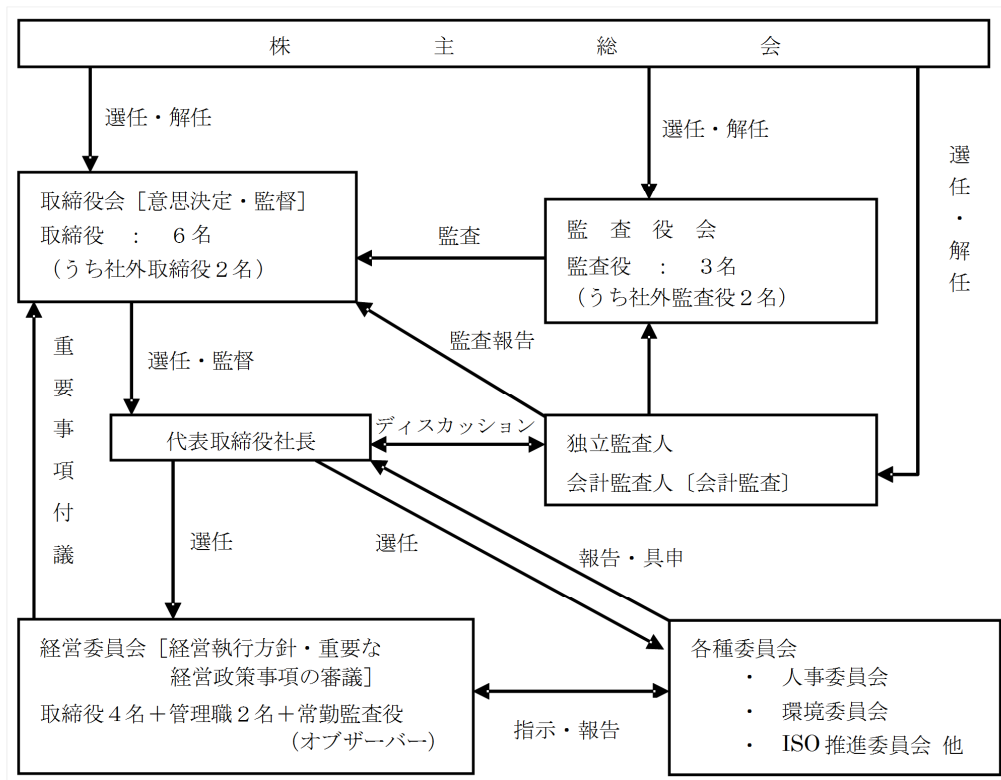 株主総会
選任・解任
選任・解任
選任・解任
取締役会［意思決定・監督］
取締役　：　６名
（うち社外取締役２名）
監査
監　査　役　会
監査役　：　３名
（うち社外監査役２名）
重要事項付議
選任・監督
監査報告
代表取締役社長
ディスカッション
独立監査人
会計監査人〔会計監査〕
選任
選任
報告・具申
経営委員会［経営執行方針・重要な
経営政策事項の審議］
取締役４名＋管理職２名＋常勤監査役
（オブザーバー）
指示・報告
各種委員会
・　人事委員会
・　環境委員会
・　ISO 推進委員会 他